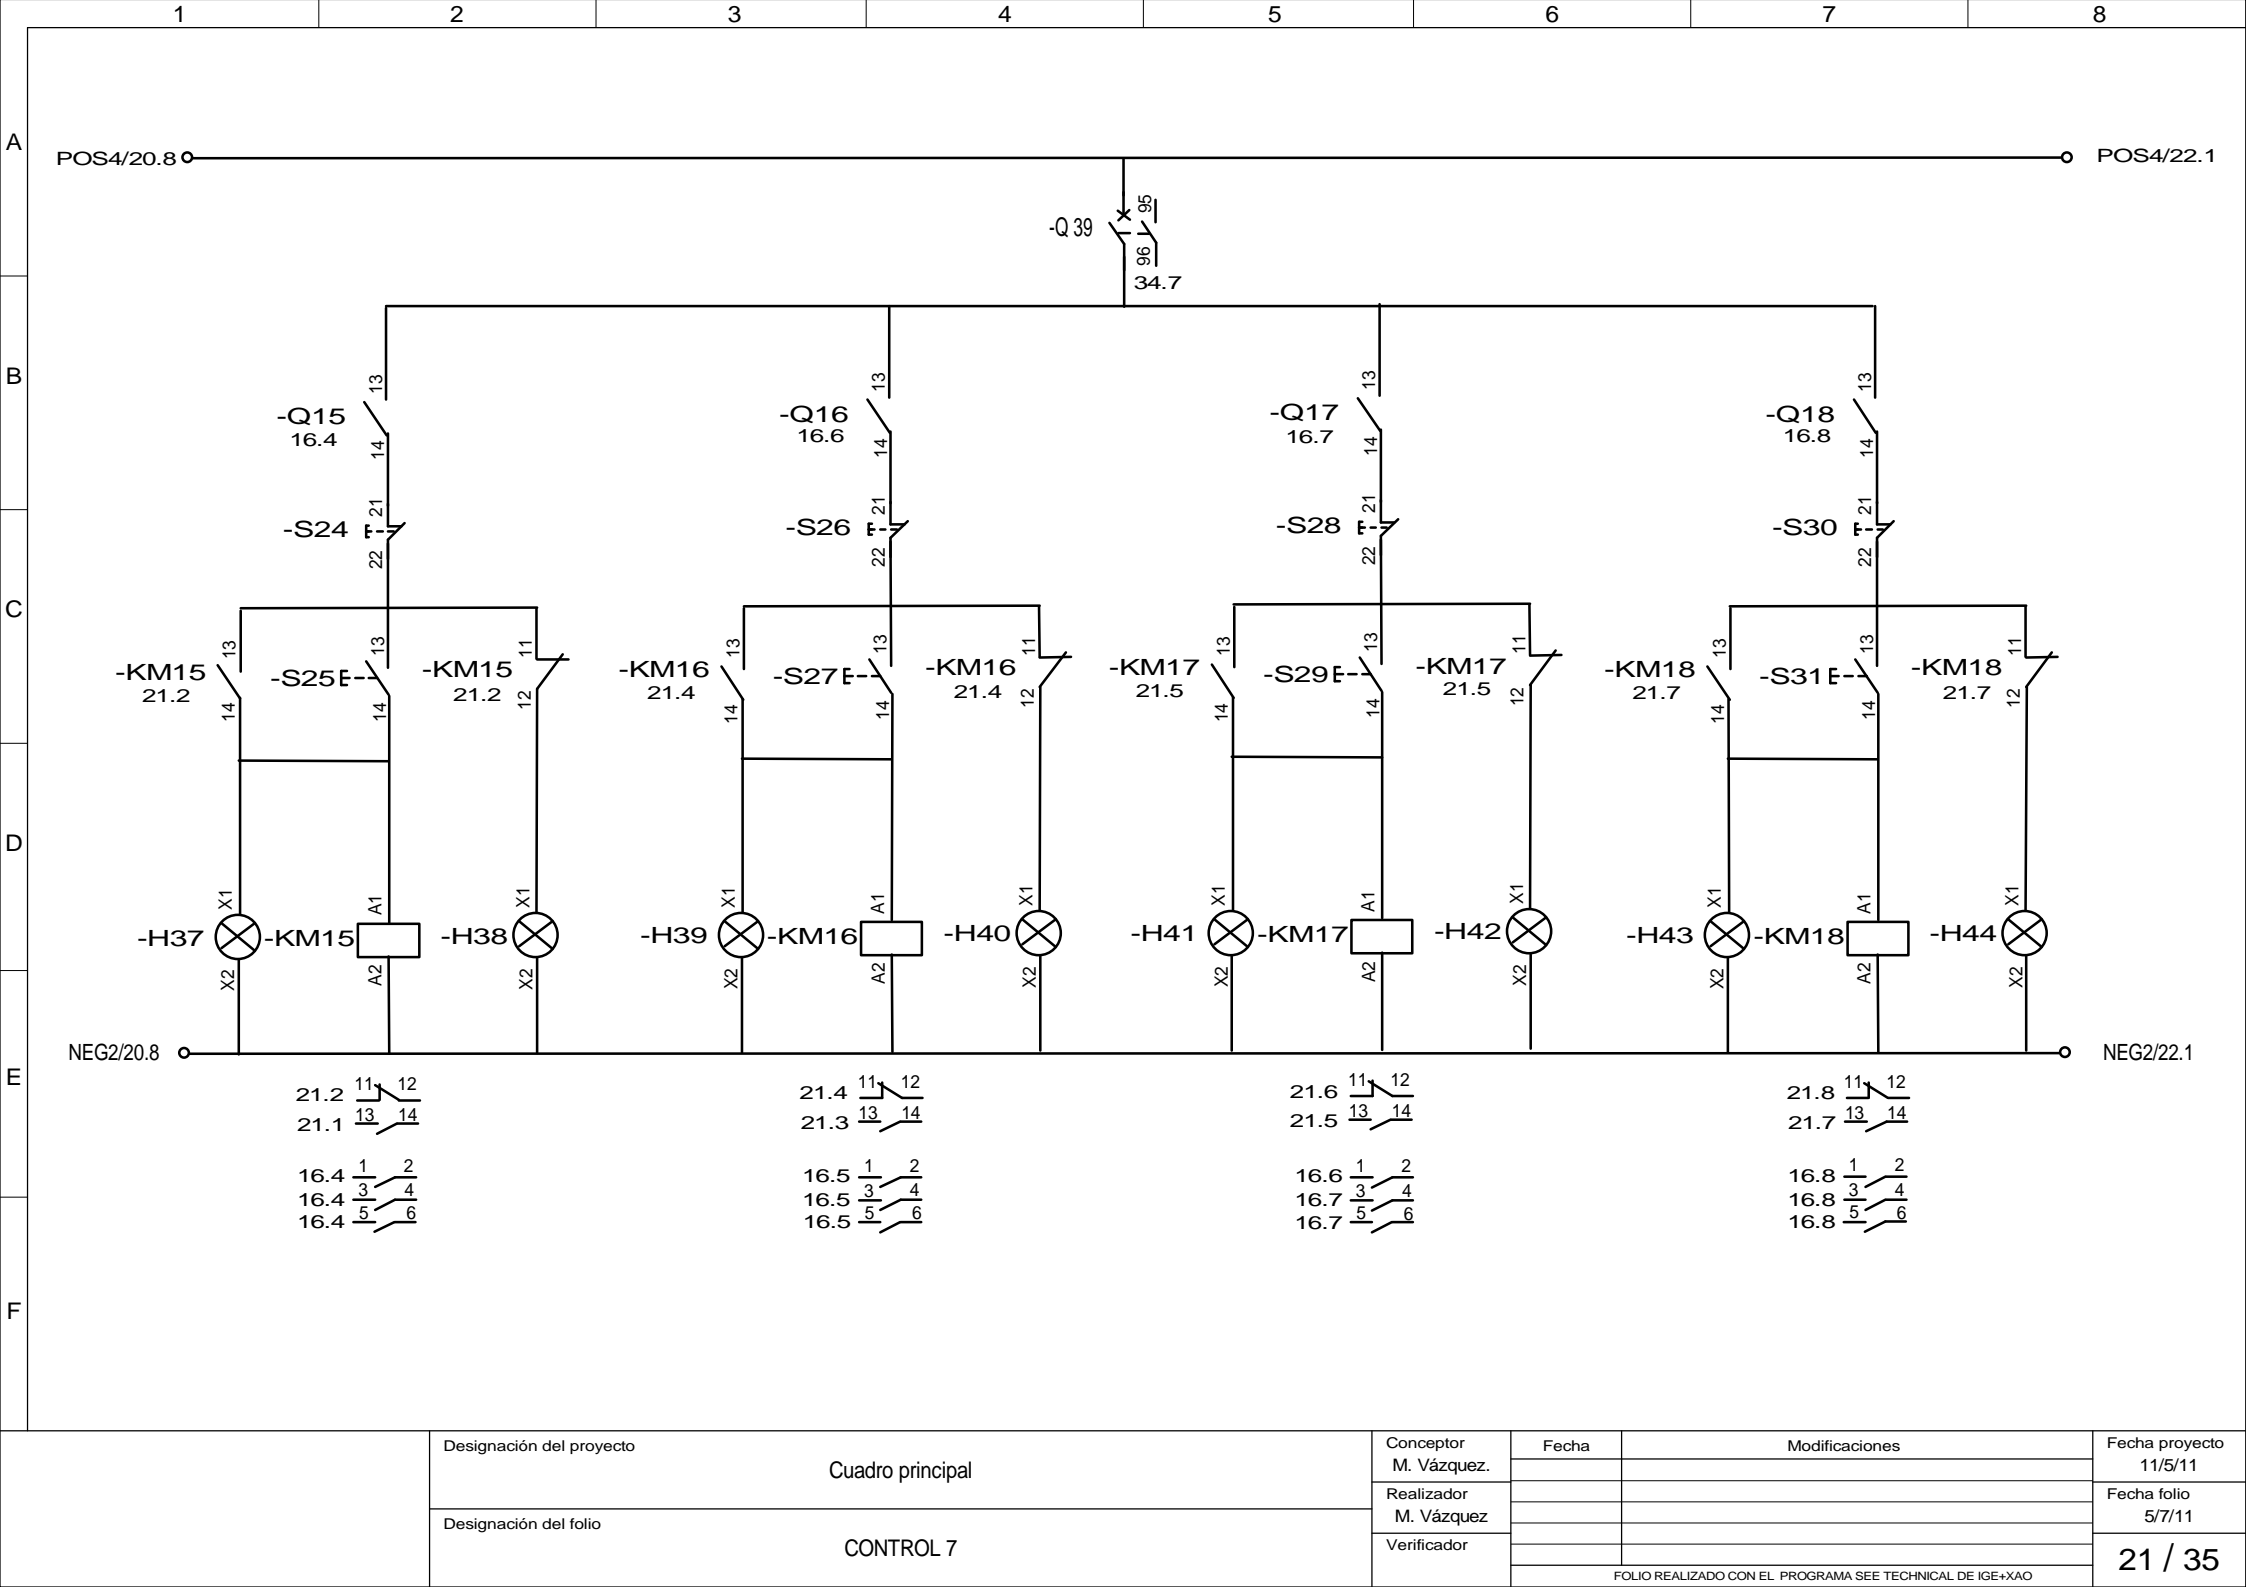 1 2 3 4 5 6 7 8
A
POS4/20.8 POS4/22.1
-Q 39 95 96
34.7
B
13 13 13 13
-Q15 -Q16 -Q17 -Q18
16.4 16.6 16.7 16.8
14 14 14 14
21 21 21 21
-S24 -S26 -S28 -S30
22 22 22 22
C
13 13 11 13 13 11 13 13 11 13 13 11
-KM15 -S25 -KM15 -KM16 -S27 -KM16 -KM17 -S29 -KM17 -KM18 -S31 -KM18
21.2 21.2 21.4 21.4 21.5 21.5 21.7 21.7
14 14 12 14 14 12 14 14 12 14 14 12
D
X1 A1 X1 X1 A1 X1 X1 A1 X1 X1 A1 X1
-H37 -KM15 -H38 -H39 -KM16 -H40 -H41 -KM17 -H42 -H43 -KM18 -H44
X2 A2 X2 X2 A2 X2 X2 A2 X2 X2 A2 X2
NEG2/20.8 NEG2/22.1
E
21.2 11 12 21.4 11 12 21.6 11 12 21.8 11 12
21.1 13 14 21.3 13 14 21.5 13 14 21.7 13 14
16.4 1 2 16.5 1 2 16.6 1 2 16.8 1 2
16.4 3 4 16.5 3 4 16.7 3 4 16.8 3 4
16.4 5 6 16.5 5 6 16.7 5 6 16.8 5 6
F
Designación del proyecto
Cuadro principal
Designación del folio
CONTROL 7
Conceptor
M. Vázquez.
Realizador
M. Vázquez
Verificador
Fecha Modificaciones
FOLIO REALIZADO CON EL PROGRAMA SEE TECHNICAL DE IGE+XAO
Fecha proyecto
11/5/11
Fecha folio
5/7/11
21 / 35